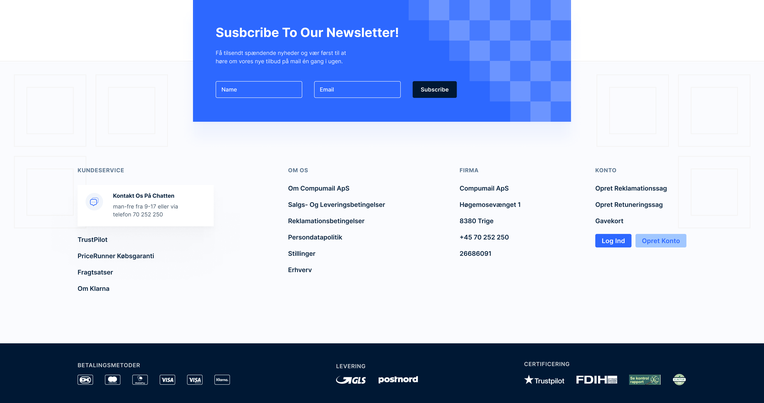 Susbcribe To Our Newsletter!
Få tilsendt spændende nyheder og vær først til at
høre om vores nye tilbud på mail én gang i ugen.
Name
Email
Subscribe
KUNDESERVICE
Kontakt Os På Chatten
man-fre fra 9-17 eller via
telefon 70 252 250
TrustPilot
PriceRunner Købsgaranti
Fragtsatser
Om Klarna
OM OS
Om Compumail ApS
Salgs- Og Leveringsbetingelser
Reklamationsbetingelser
Persondatapolitik
Stillinger
Erhverv
FIRMA
Compumail ApS
Høgemosevænget 1
8380 Trige
+45 70 252 250
26686091
KONTO
Opret Reklamationssag
Opret Retuneringssag
Gavekort
Log Ind
Opret Konto
BETALINGSMETODER
VISA
VISA
Klarna.
LEVERING
GLS
postnord
CERTIFICERING
Trustpilot
FDIH